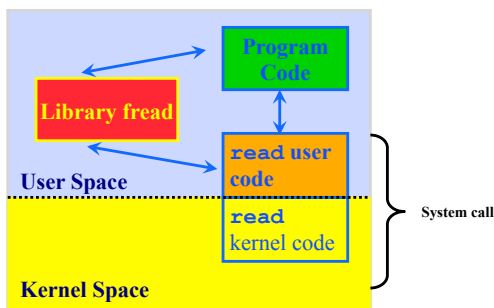 Program
Code
Library fread
read user
code
User Space
System call
read
kernel code
Kernel Space